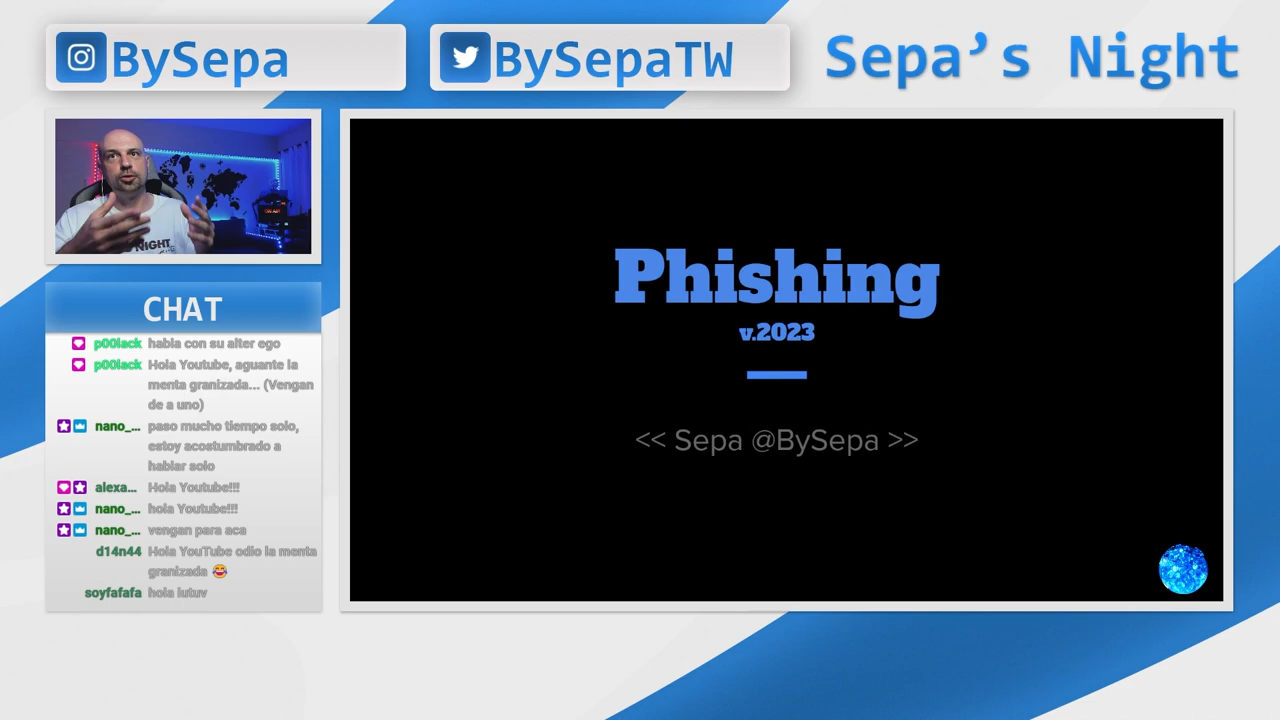 BySepa
BySepaTW
Sepa’s Night
NIGHT
CHAT
p00lack habla con su alter ego
p00lack Hola Youtube, aguante la
menta granizada... (Vengan
de a uno)
nano_... paso mucho tiempo solo,
estoy acostumbrado a
hablar solo
alexa... Hola Youtube!!!
nano_... hola Youtube!!!
nano_... vengan para aca
d14n44 Hola YouTube odio la menta
granizada 😂
soyfafafa hola lutuv
Phishing
v.2023
<< Sepa @BySepa >>